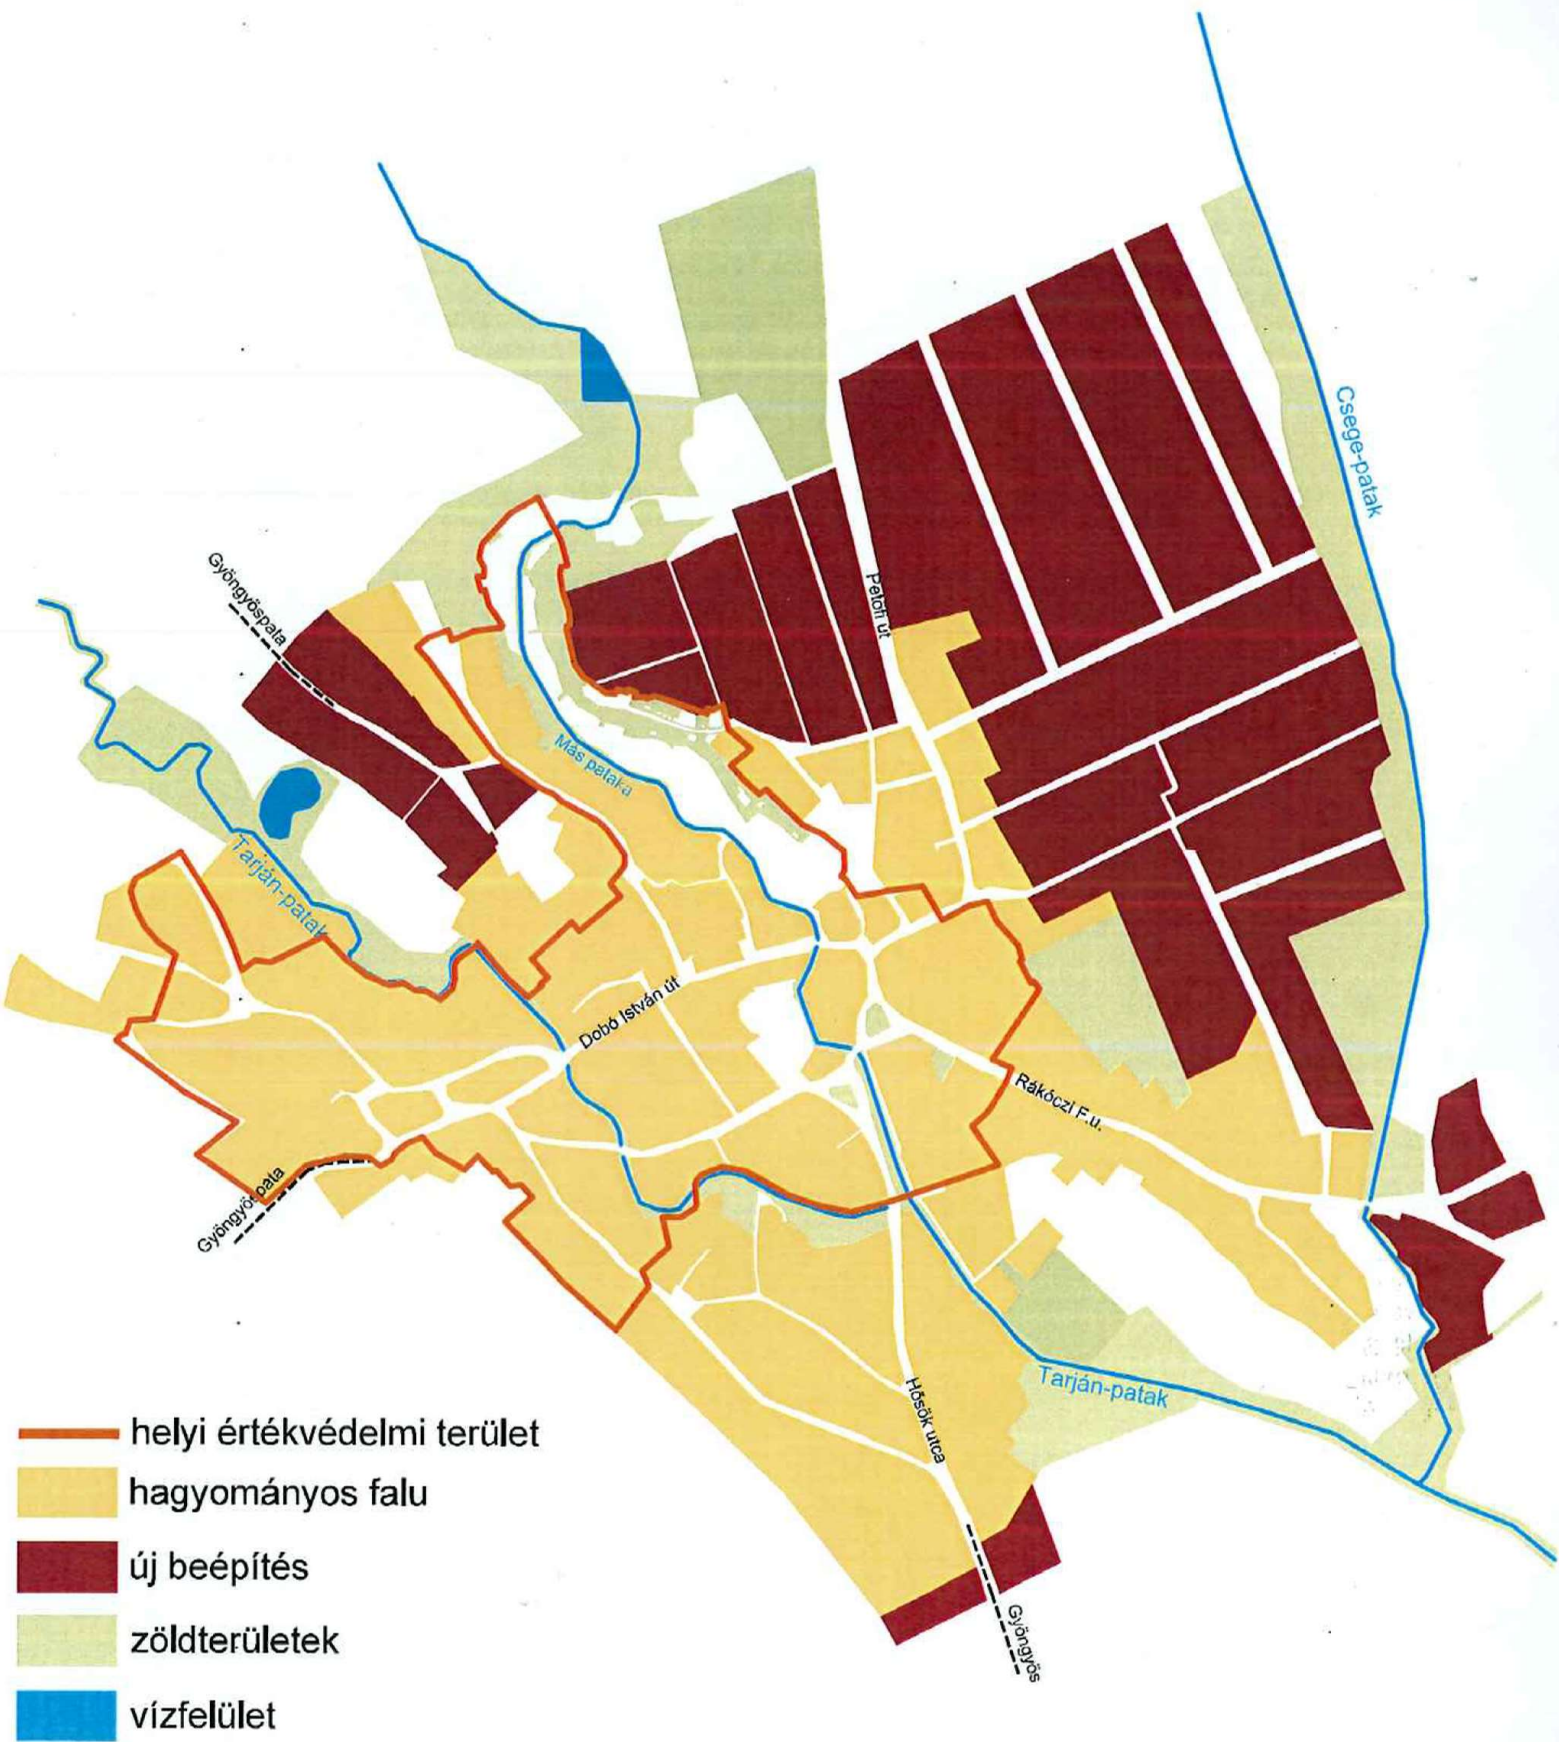 Csege-patak
Gyöngyöspata
Petőfi út
Más pataka
Tarján-patak
Dobó István út
Rákóczi F.u.
Gyöngyöspata
Tarján-patak
Hősök utca
Gyöngyös
helyi értékvédelmi terület
hagyományos falu
új beépítés
zöldterületek
vízfelület